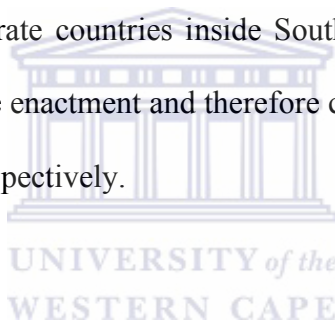 rate countries inside South
e enactment and therefore c
pectively.
UNIVERSITY of the
WESTERN CAPE